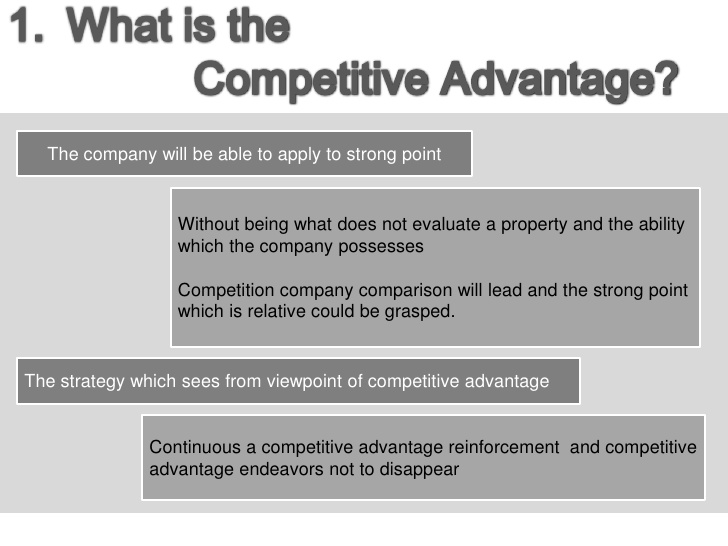 1. What is the
Competitive Advantage?
The company will be able to apply to strong point
Without being what does not evaluate a property and the ability
which the company possesses
Competition company comparison will lead and the strong point
which is relative could be grasped.
The strategy which sees from viewpoint of competitive advantage
Continuous a competitive advantage reinforcement and competitive
advantage endeavors not to disappear